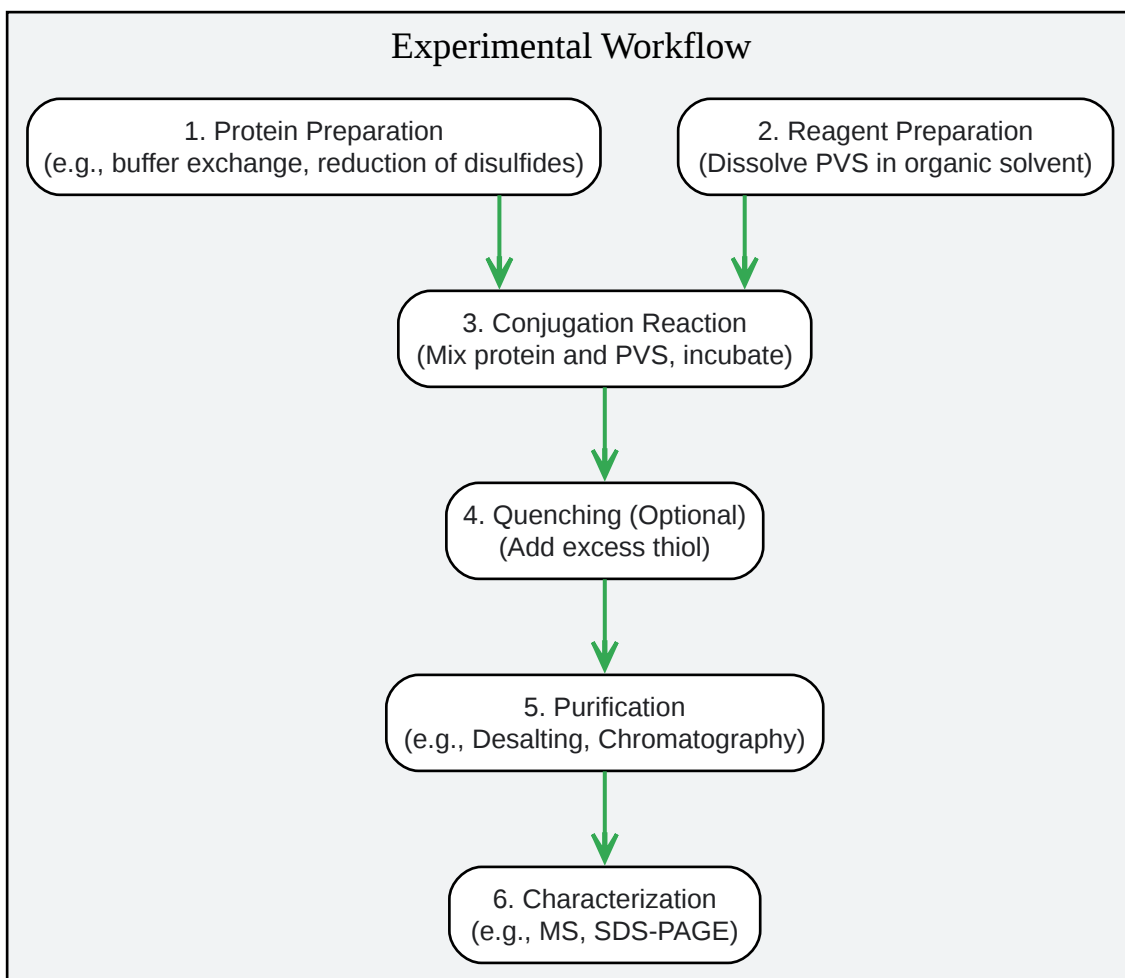 Experimental Workflow
1. Protein Preparation
(e.g., buffer exchange, reduction of disulfides)
2. Reagent Preparation
(Dissolve PVS in organic solvent)
3. Conjugation Reaction
(Mix protein and PVS, incubate)
4. Quenching (Optional)
(Add excess thiol)
5. Purification
(e.g., Desalting, Chromatography)
6. Characterization
(e.g., MS, SDS-PAGE)